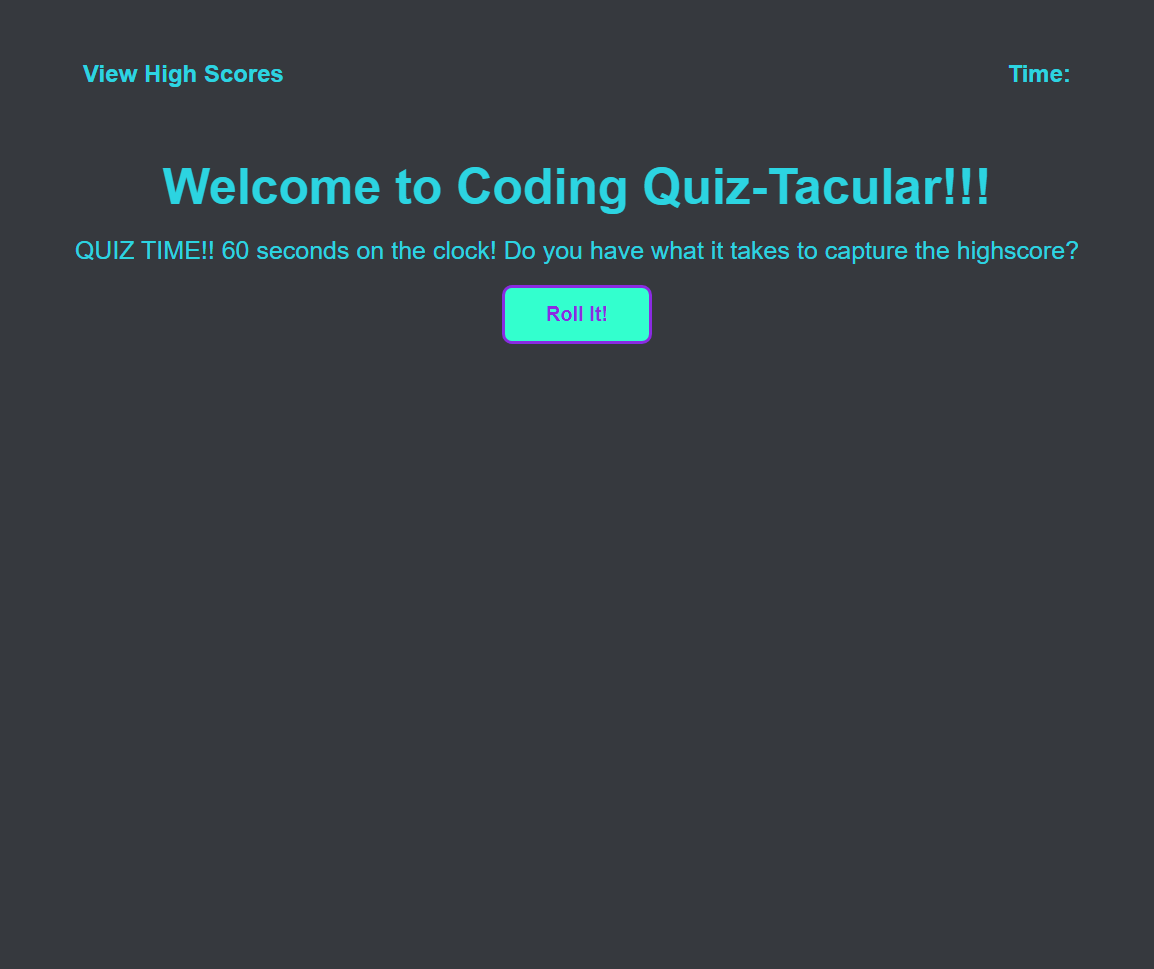 View High Scores
Time:
Welcome to Coding Quiz-Tacular!!!
QUIZ TIME!! 60 seconds on the clock! Do you have what it takes to capture the highscore?
Roll It!